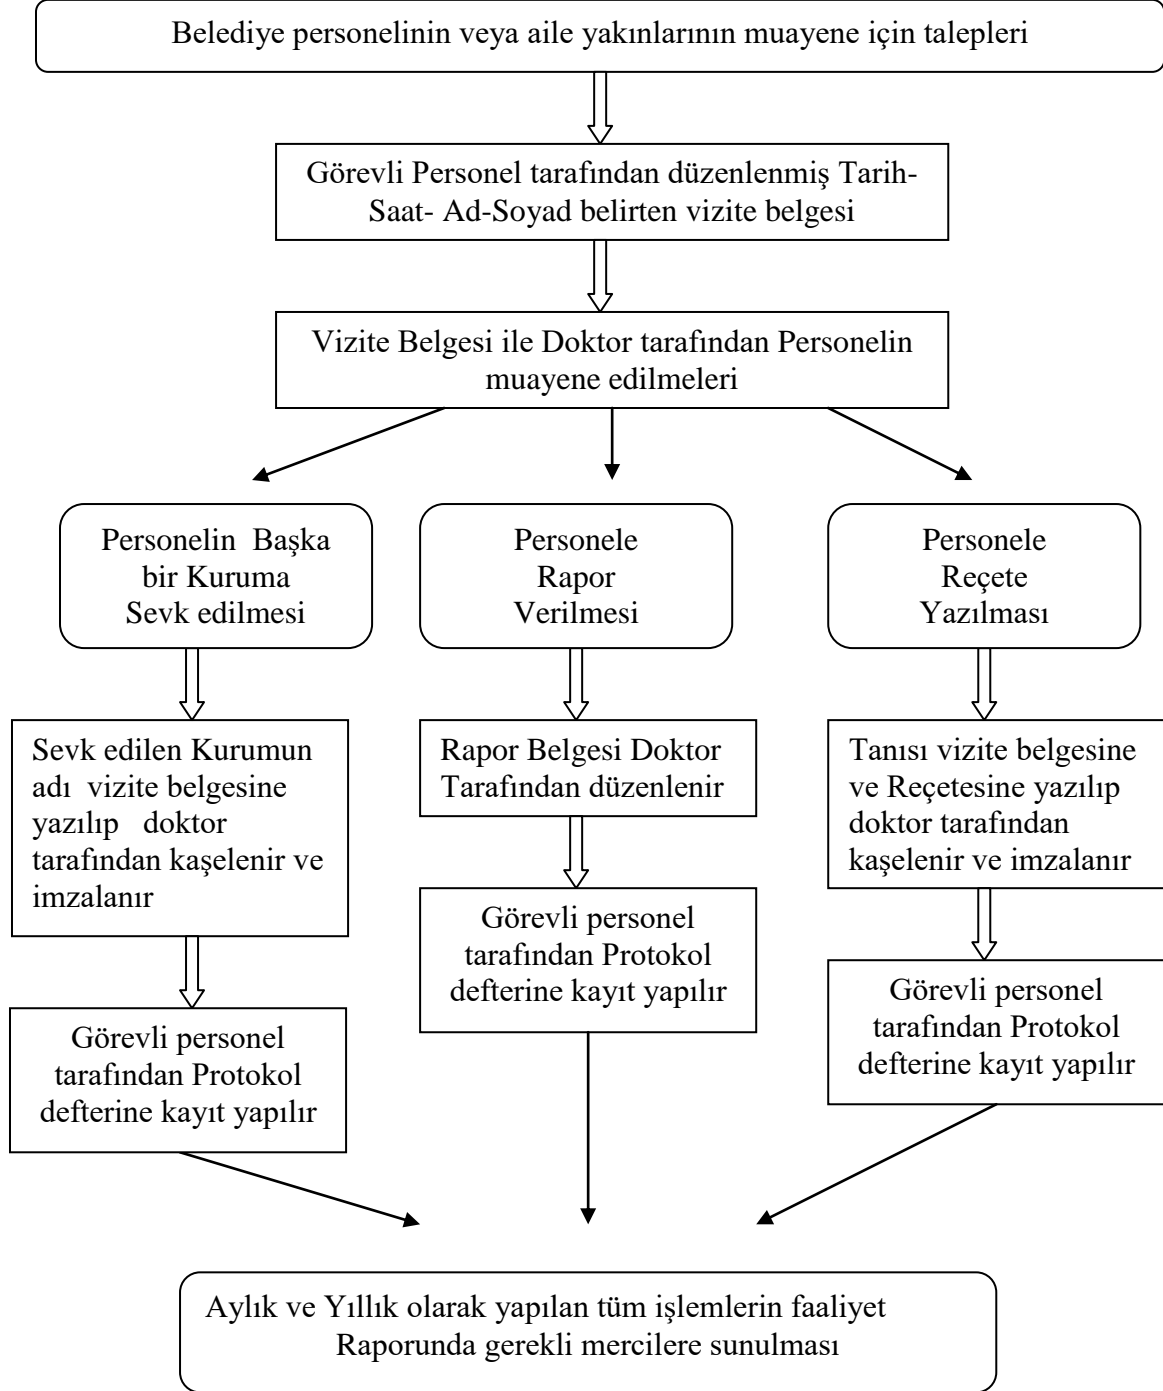 Belediye personelinin veya aile yakınlarının muayene için talepleri
Görevli Personel tarafından düzenlenmiş Tarih-
Saat- Ad-Soyad belirten vizite belgesi
Vizite Belgesi ile Doktor tarafından Personelin
muayene edilmeleri
Personelin Başka
bir Kuruma
Sevk edilmesi
Personele
Rapor
Verilmesi
Personele
Reçete
Yazılması
Sevk edilen Kurumun
adı vizite belgesine
yazılıp doktor
tarafından kaşelenir ve
imzalanır
Rapor Belgesi Doktor
Tarafından düzenlenir
Tanısı vizite belgesine
ve Reçetesine yazılıp
doktor tarafından
kaşelenir ve imzalanır
Görevli personel
tarafından Protokol
defterine kayıt yapılır
Görevli personel
tarafından Protokol
defterine kayıt yapılır
Görevli personel
tarafından Protokol
defterine kayıt yapılır
Aylık ve Yıllık olarak yapılan tüm işlemlerin faaliyet
Raporunda gerekli mercilere sunulması